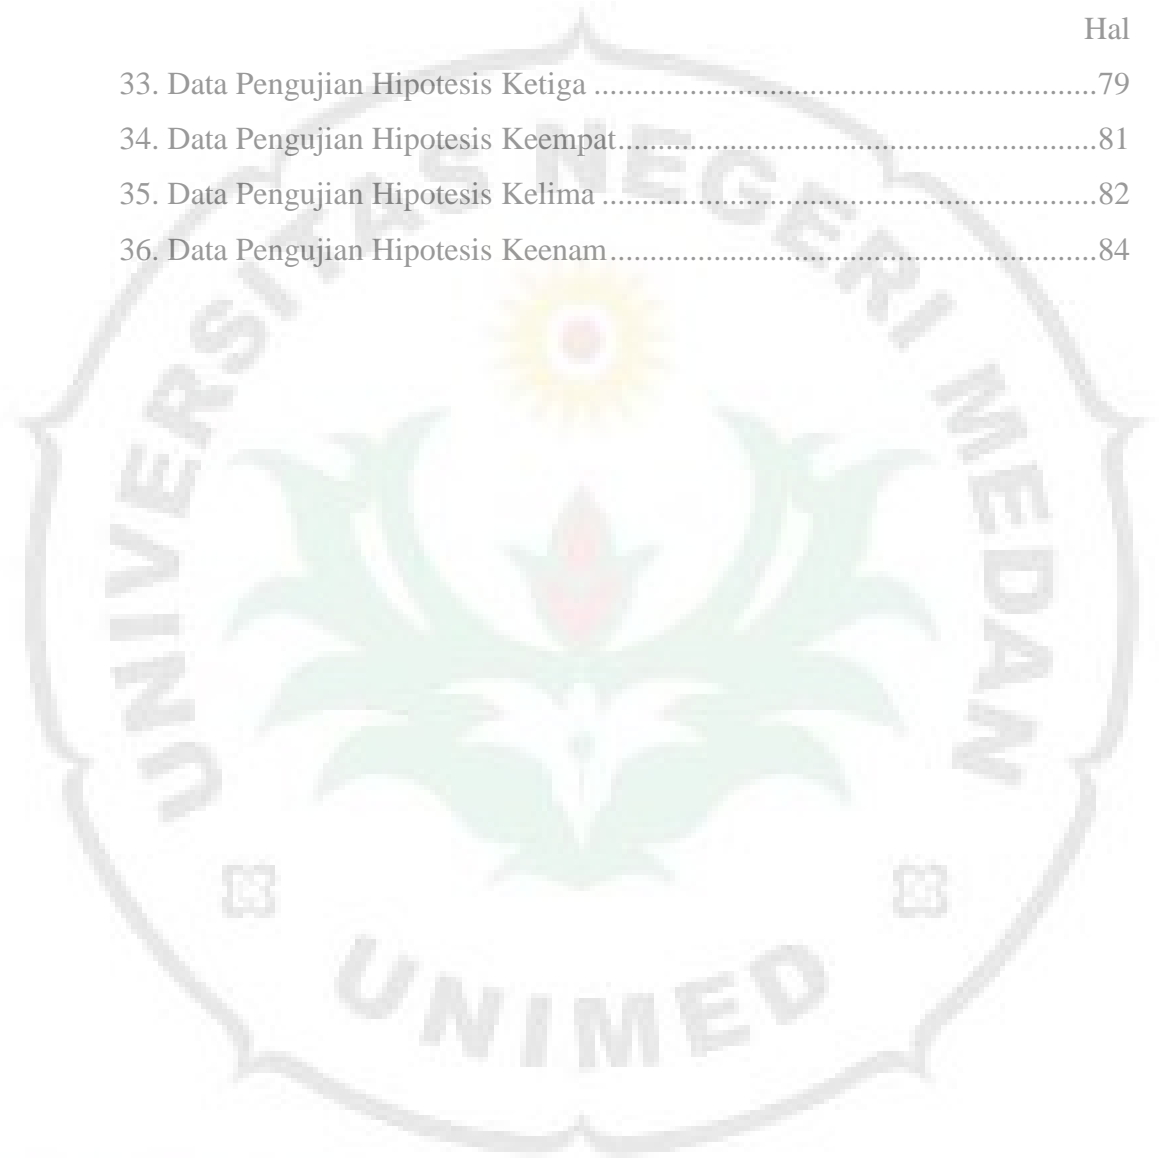 Hal
33. Data Pengujian Hipotesis Ketiga ...............................................................79
34. Data Pengujian Hipotesis Keempat............................................................81
35. Data Pengujian Hipotesis Kelima ..............................................................82
36. Data Pengujian Hipotesis Keenam.............................................................84
UNIVERSITAS NEGERI MEDAN
UNIMED